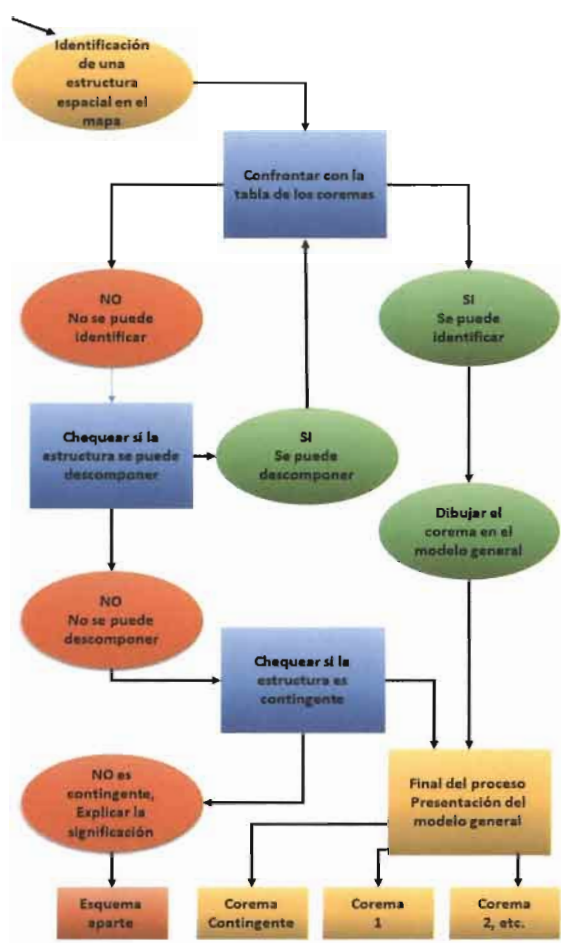 Identificación
de una
estructura
espacial en el
mapa
Confrontar con la
tabla de los coremas
NO
No se puede
identificar
SI
Se puede
identificar
Chequear sí la
estructura se puede
descomponer
SI
Se puede
descomponer
Dibujar el
corema en el
modelo general
NO
No se puede
descomponer
Chequear sí la
estructura es
contingente
NO es
contingente,
Explicar la
significación
Final del proceso
Presentación del
modelo general
Esquema
aparte
Corema
Contingente
Corema
1
Corema
2, etc.